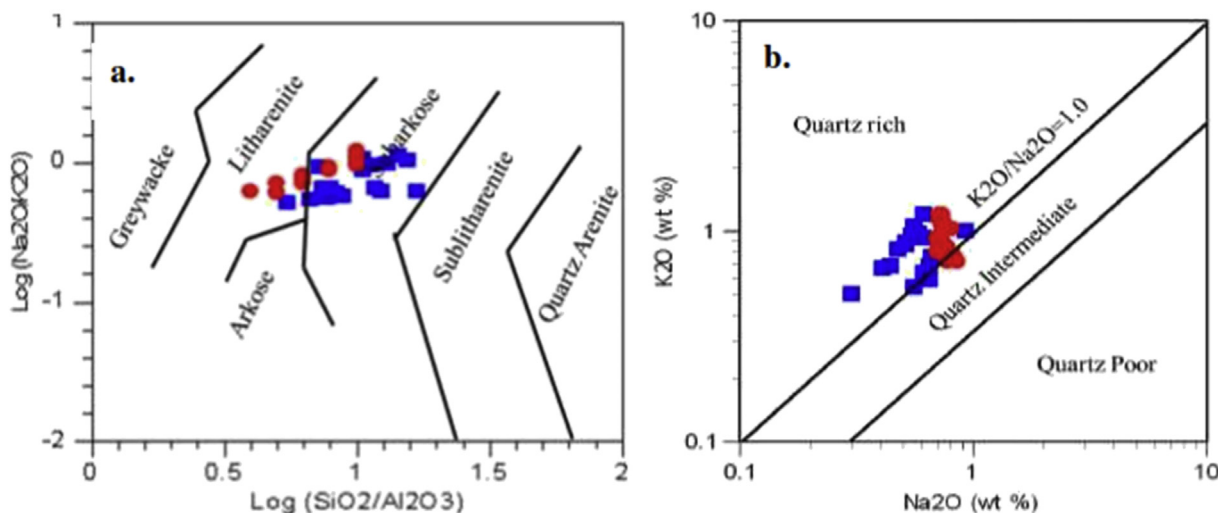 a.
1
0
-1
-2
Log (Na2O/K2O)
Greywacke
Litharenite
Arkose
Subarkose
Sublitharenite
Quartz Arenite
0
0.5
1
1.5
2
Log (SiO2/Al2O3)
b.
10
1
0.1
K2O (wt %)
Quartz rich
K2O/Na2O=1.0
Quartz Intermediate
Quartz Poor
0.1
1
10
Na2O (wt %)